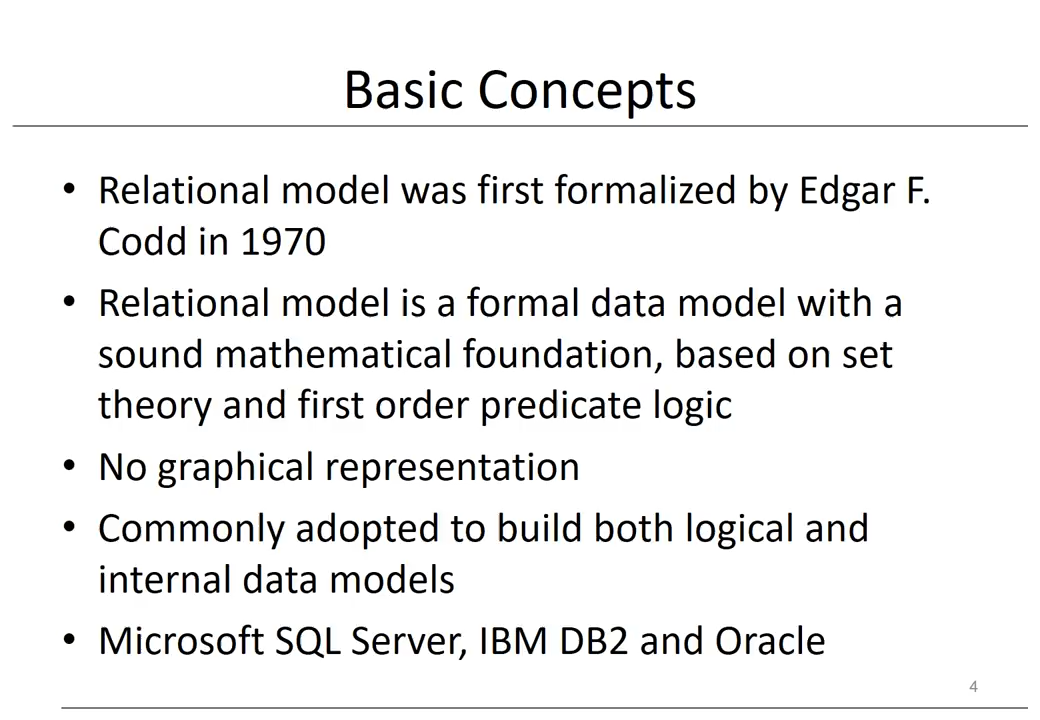 Basic Concepts
• Relational model was first formalized by Edgar F.
Codd in 1970
• Relational model is a formal data model with a
sound mathematical foundation, based on set
theory and first order predicate logic
• No graphical representation
• Commonly adopted to build both logical and
internal data models
• Microsoft SQL Server, IBM DB2 and Oracle
4